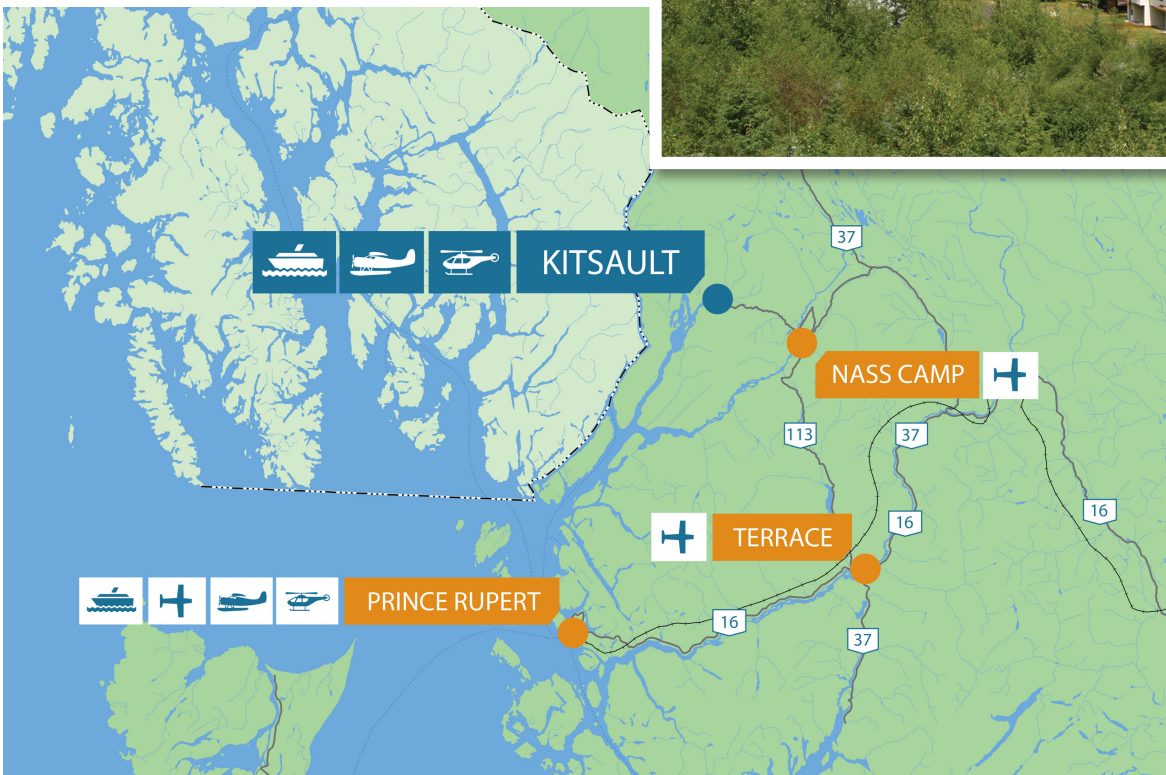 37
KITSAULT
NASS CAMP
113
37
16
16
TERRACE
PRINCE RUPERT
16
37